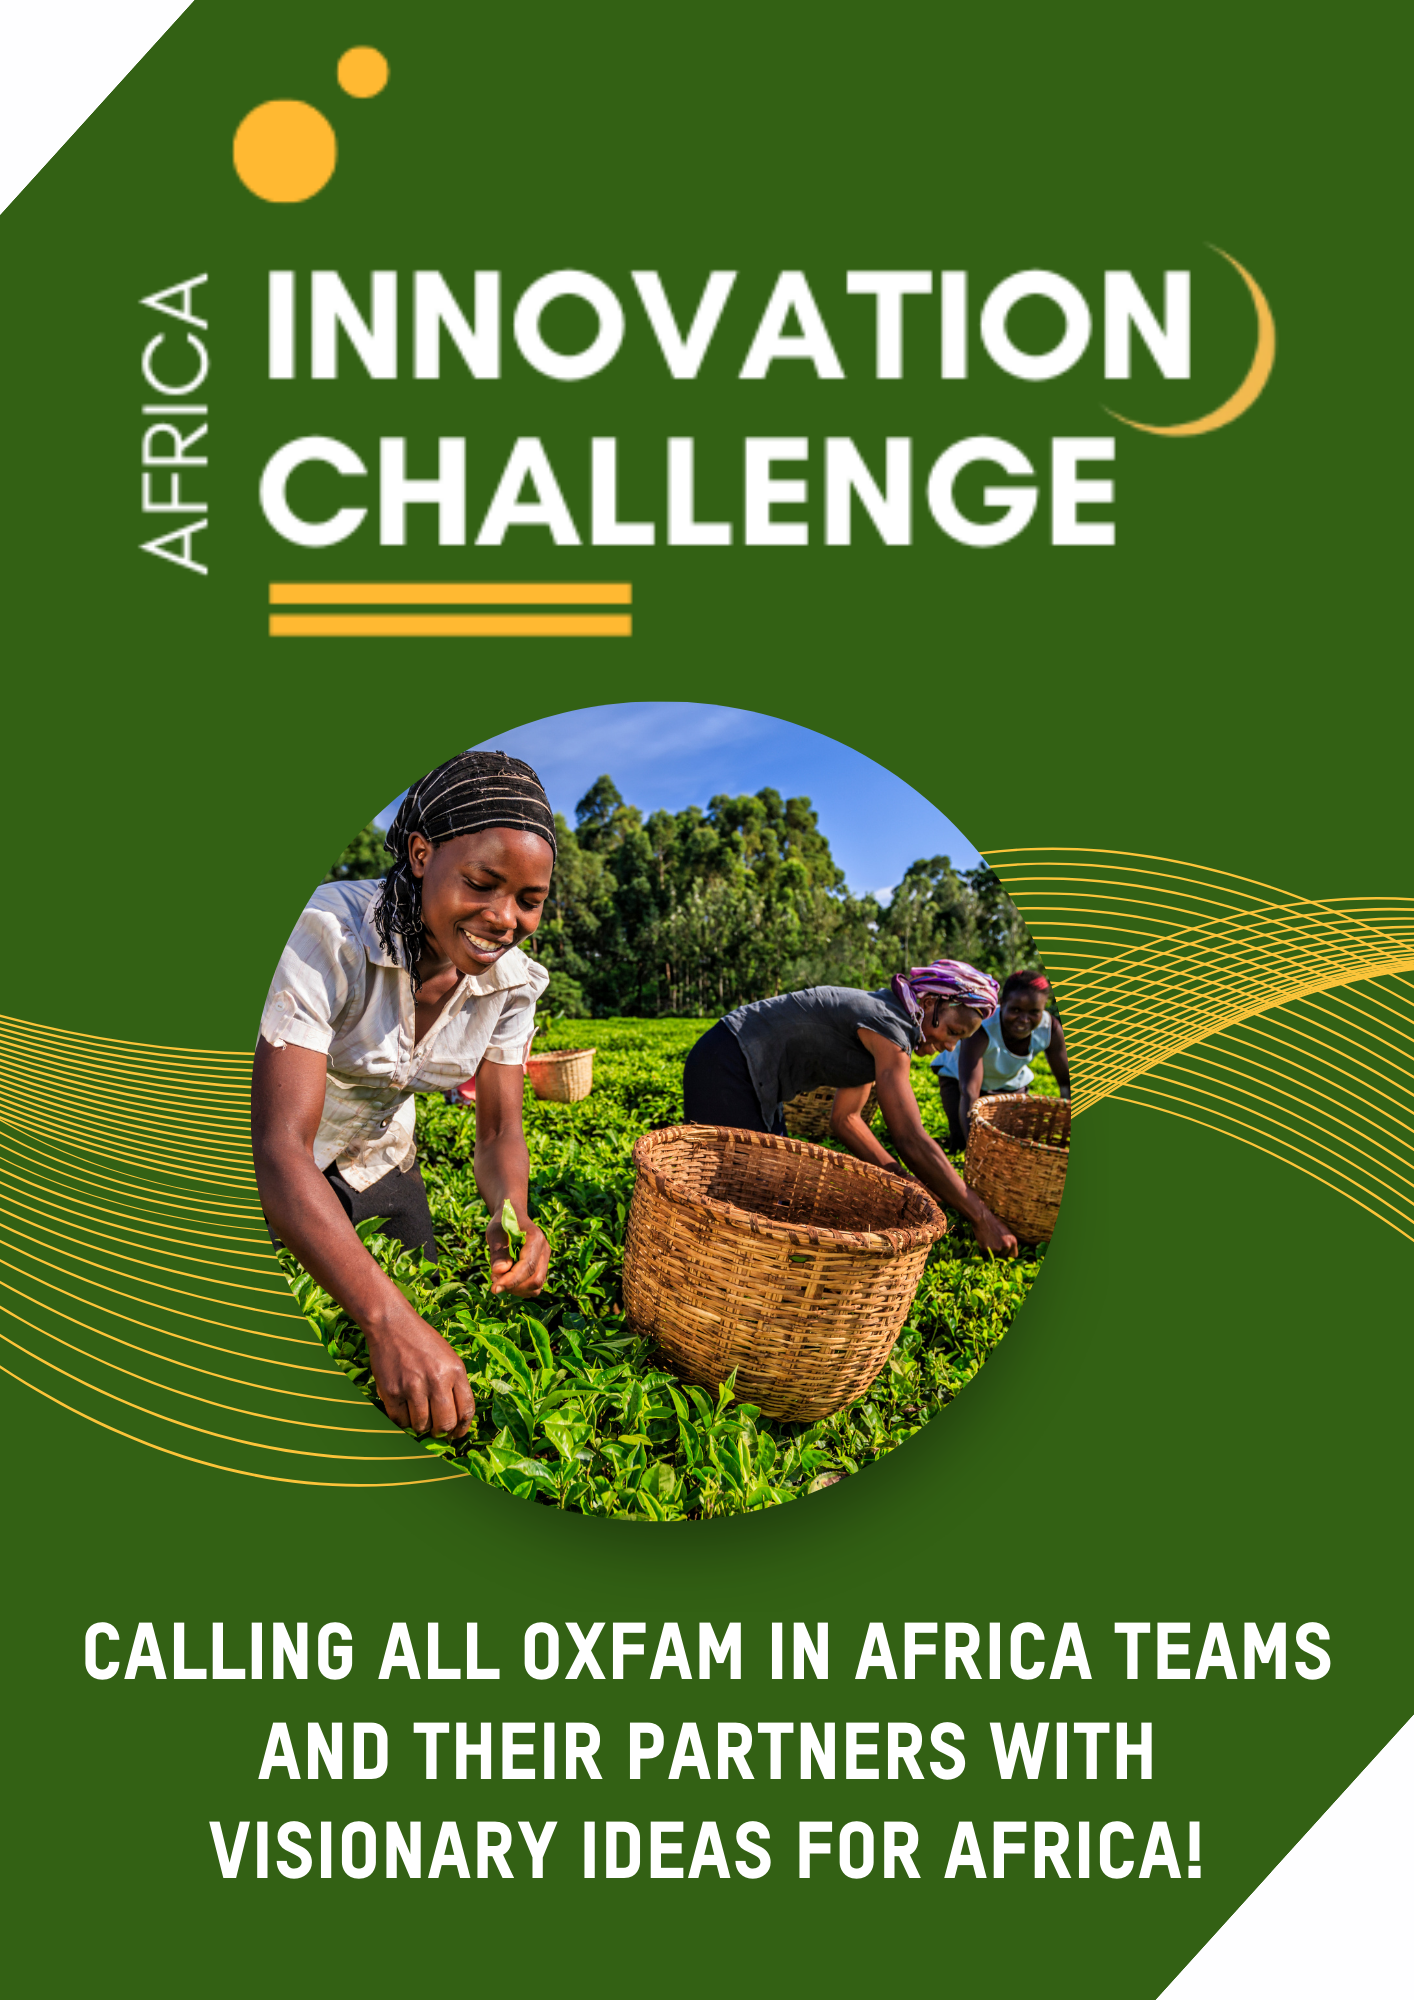 AFRICA
INNOVATION
CHALLENGE
CALLING ALL OXFAM IN AFRICA TEAMS
AND THEIR PARTNERS WITH
VISIONARY IDEAS FOR AFRICA!